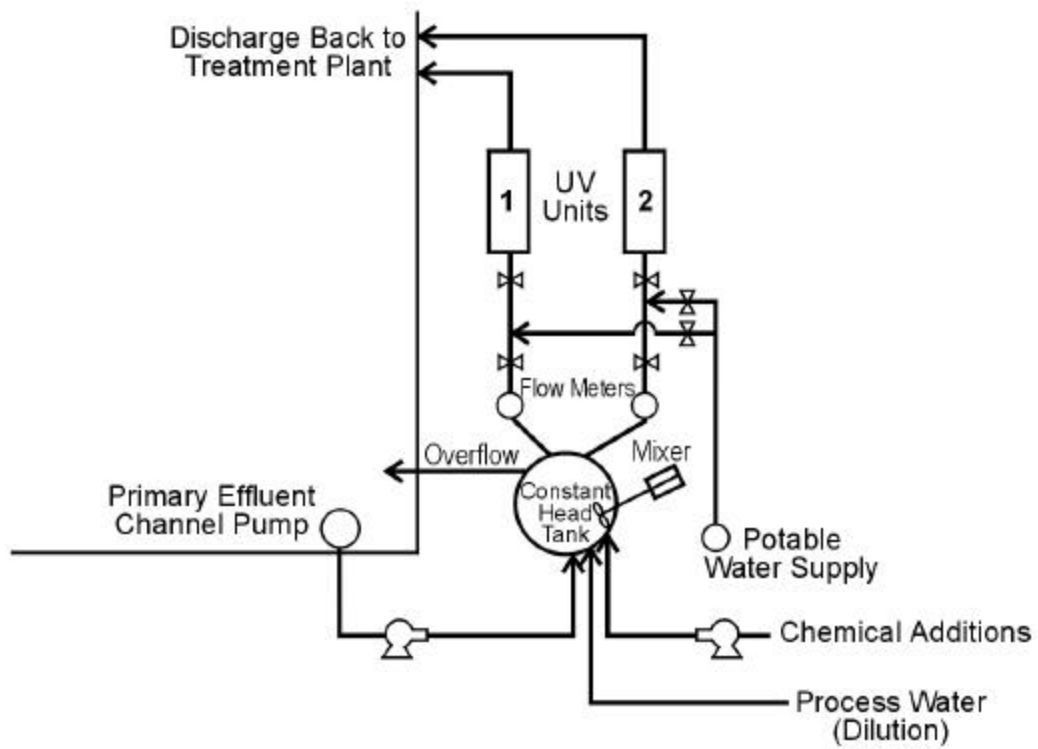 Discharge Back to
Treatment Plant
1
UV
Units
2
Flow Meters
Overflow
Mixer
Constant
Head
Tank
Primary Effluent
Channel Pump
Potable
Water Supply
Chemical Additions
Process Water
(Dilution)